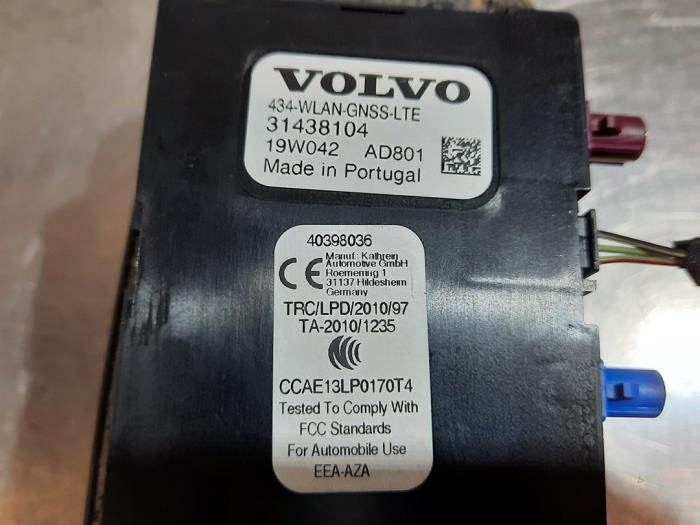 VOLVO
434-WLAN-GNSS-LTE
31438104
19W042 AD801
Made in Portugal
40398036
CE Manuf.: Kathrein
Automotive GmbH
Roemerring 1
31137 Hildesheim
Germany
TRC/LPD/2010/97
TA-2010/1235
CCAE13LP0170T4
Tested To Comply With
FCC Standards
For Automobile Use
EEA-AZA